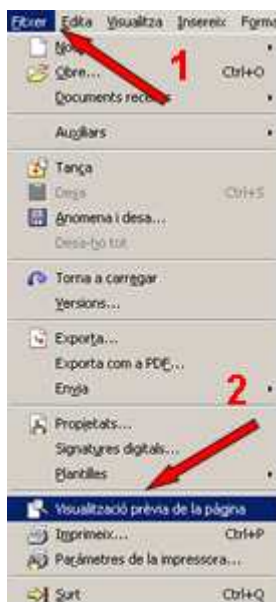 Fitxer Edita Visualitza Insereix Forma
1
Nou
Obre... Ctrl+O
Documents recents
Auxiliars
Tanca
Desa Ctrl+S
Anomena i desa...
Desa-ho tot
Torna a carregar
Versions...
Exporta...
Exporta com a PDF...
Envia
2
Propietats...
Signatures digitals...
Plantilles
Visualització prèvia de la pàgina
Imprimeix... Ctrl+P
Paràmetres de la impressora...
Surt Ctrl+Q